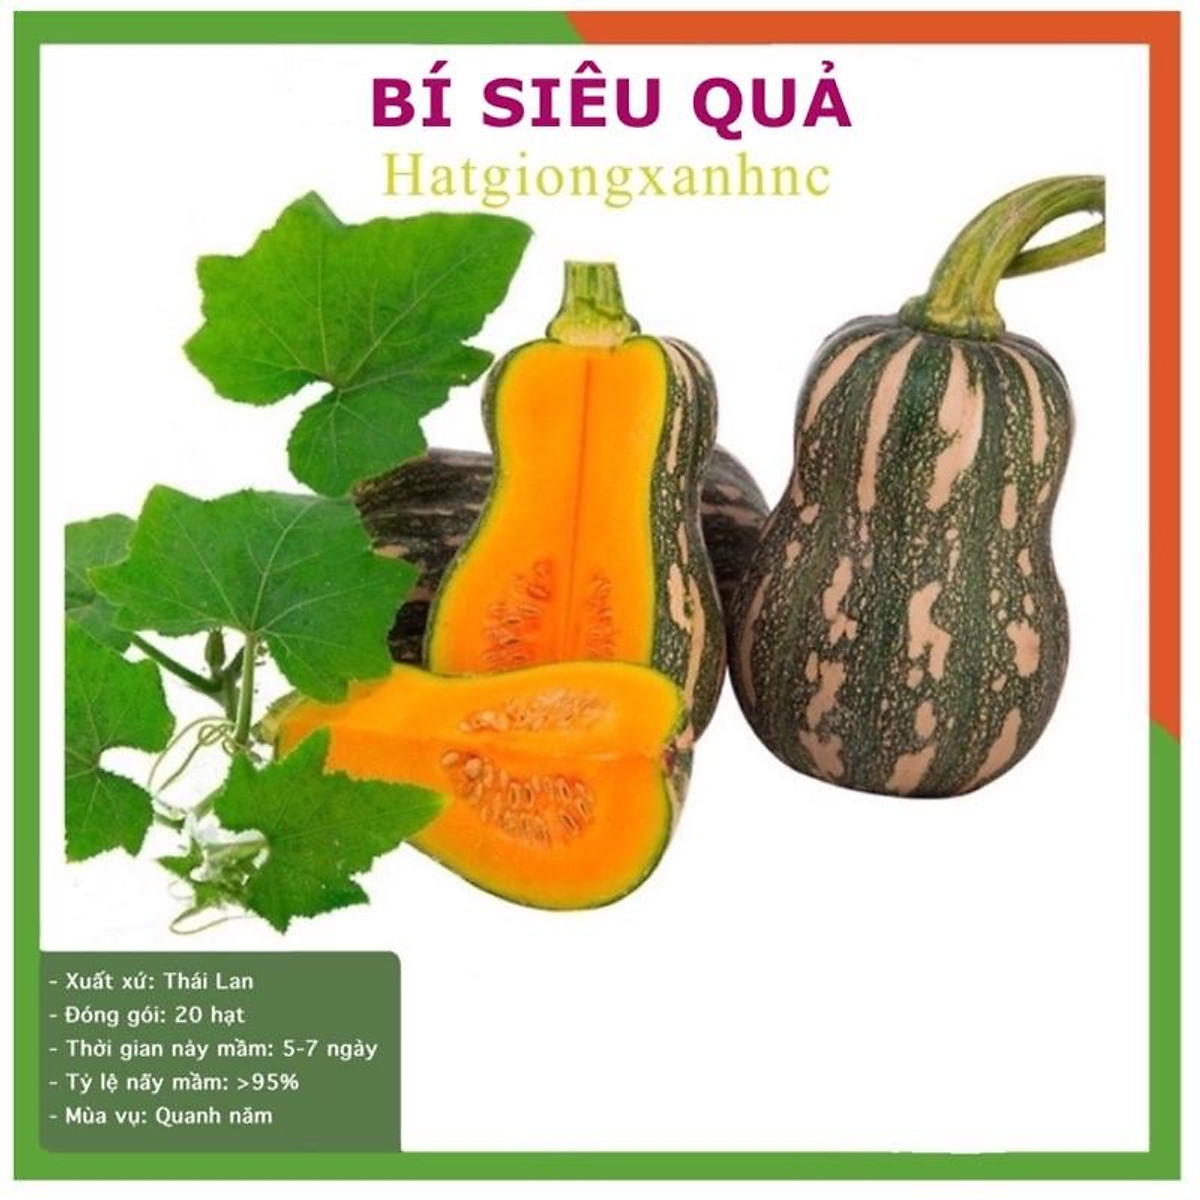 BÍ SIÊU QUẢ
Hatgiongxanhnc
- Xuất xứ: Thái Lan
- Đóng gói: 20 hạt
- Thời gian nảy mầm: 5-7 ngày
- Tỷ lệ nẩy mầm: >95%
- Mùa vụ: Quanh năm